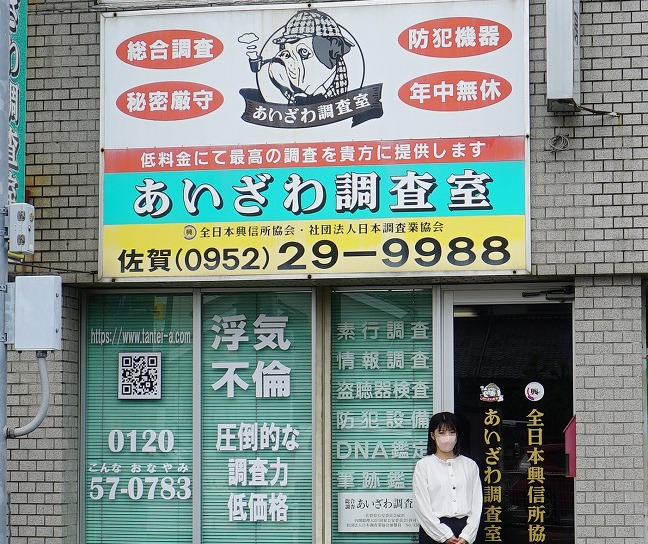 総合調査
秘密厳守
あいざわ調査室
防犯機器
年中無休
低料金にて最高の調査を貴方に提供します
あいざわ調査室
興 全日本興信所協会・社団法人日本調査業協会
佐賀(0952)29-9988
https://www.tantei-a.com
0120
こんな おなやみ
57-0783
浮気
不倫
圧倒的な
調査力
低価格
素行調査
情報調査
盗聴器検査
防犯設備
DNA鑑定
筆跡鑑
あいざわ調査
全日本興信所協
あいざわ調査室